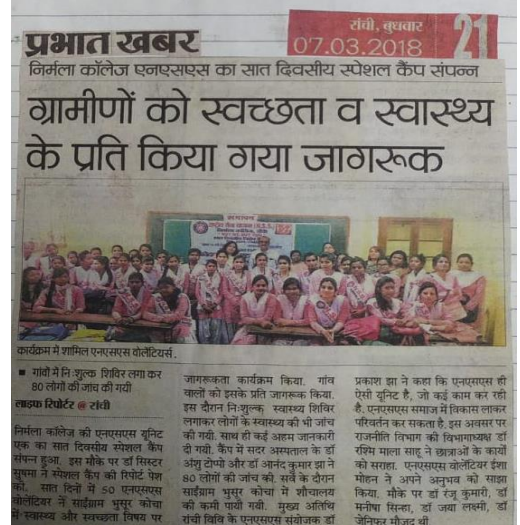 प्रभात खबर
रांची, बुधवार
07.03.2018
21
निर्मला कॉलेज एनएसएस का सात दिवसीय स्पेशल कैंप संपन्न
ग्रामीणों को स्वच्छता व स्वास्थ्य
के प्रति किया गया जागरूक
कार्यक्रम में शामिल एनएसएस वोलेंटियर्स.
■ गांवों में नि:शुल्क शिविर लगा कर
80 लोगों की जांच की गयी
लाइफ रिपोर्टर @ रांची
निर्मला कॉलेज की एनएसएस यूनिट
एक का सात दिवसीय स्पेशल कैंप
संपन्न हुआ. इस मौके पर डॉ सिस्टर
सुषमा ने स्पेशल कैंप की रिपोर्ट पेश
की. सात दिनों में 50 एनएसएस
वोलेंटियर ने साईंग्राम भुसुर कोचा
में स्वास्थ्य और स्वच्छता विषय पर
जागरूकता कार्यक्रम किया. गांव
वालों को इसके प्रति जागरूक किया.
इस दौरान नि:शुल्क स्वास्थ्य शिविर
लगाकर लोगों के स्वास्थ्य की भी जांच
की गयी. साथ ही कई अहम जानकारी
दी गयी. कैंप में सदर अस्पताल के डॉ
अंशु टोप्पो और डॉ आनंद कुमार झा ने
80 लोगों की जांच की. सर्वे के दौरान
साईंग्राम भुसुर कोचा में शौचालय
की कमी पायी गयी. मुख्य अतिथि
रांची विवि के एनएसएस संयोजक डॉ
प्रकाश झा ने कहा कि एनएसएस ही
ऐसी यूनिट है, जो कई काम कर रही
है. एनएसएस समाज में विकास लाकर
परिवर्तन कर सकता है. इस अवसर पर
राजनीति विभाग की विभागाध्यक्ष डॉ
रश्मि माला साहू ने छात्राओं के कार्यों
को सराहा. एनएसएस वोलेंटियर ईशा
मोहन ने अपने अनुभव को साझा
किया. मौके पर डॉ रंजू कुमारी, डॉ
मनीषा सिन्हा, डॉ जया लक्ष्मी, डॉ
जेनिफर मौजूद थीं.